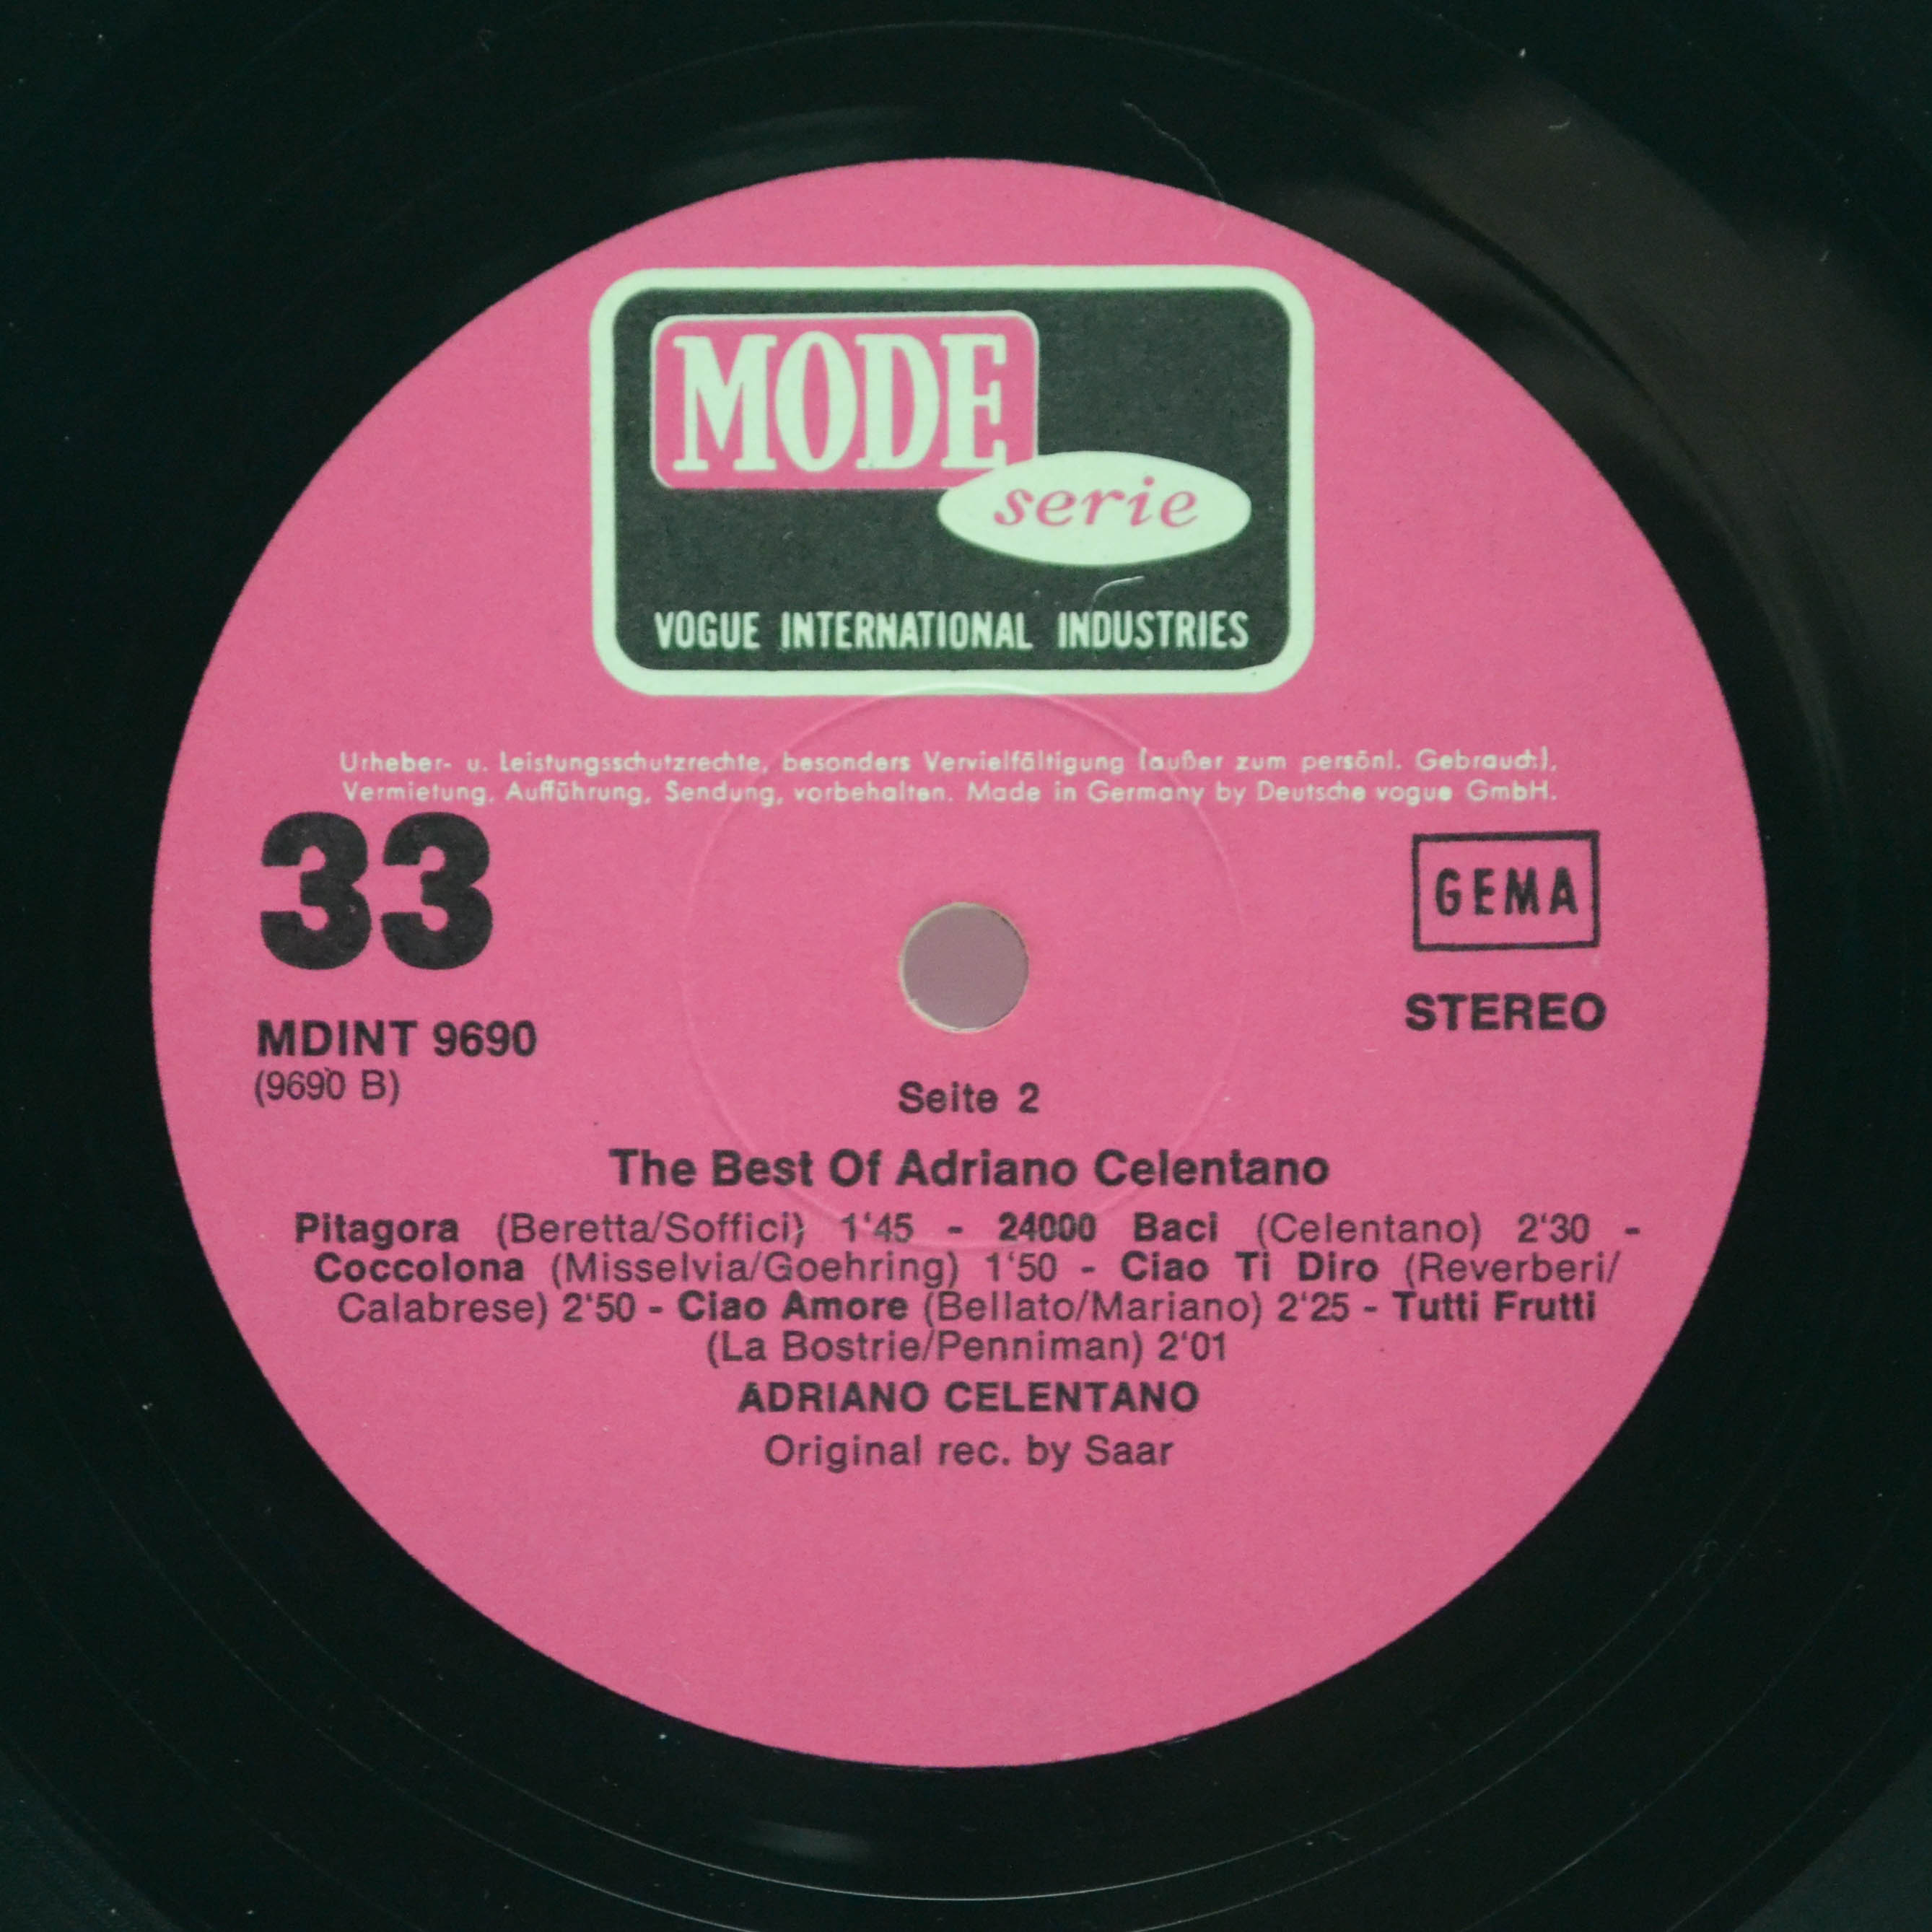 MODE
serie
VOGUE INTERNATIONAL INDUSTRIES
Urheber- u. Leistungsschutzrechte, besonders Vervielfältigung (außer zum persönl. Gebrauch),
Vermietung, Aufführung, Sendung, vorbehalten. Made in Germany by Deutsche vogue GmbH.
33
GEMA
MDINT 9690
STEREO
(9690 B)
Seite 2
The Best Of Adriano Celentano
Pitagora (Beretta/Soffici) 1‘45 - 24000 Baci (Celentano) 2‘30 -
Coccolona (Misselvia/Goehring) 1‘50 - Ciao Ti Diro (Reverberi/
Calabrese) 2‘50 - Ciao Amore (Bellato/Mariano) 2‘25 - Tutti Frutti
(La Bostrie/Penniman) 2‘01
ADRIANO CELENTANO
Original rec. by Saar